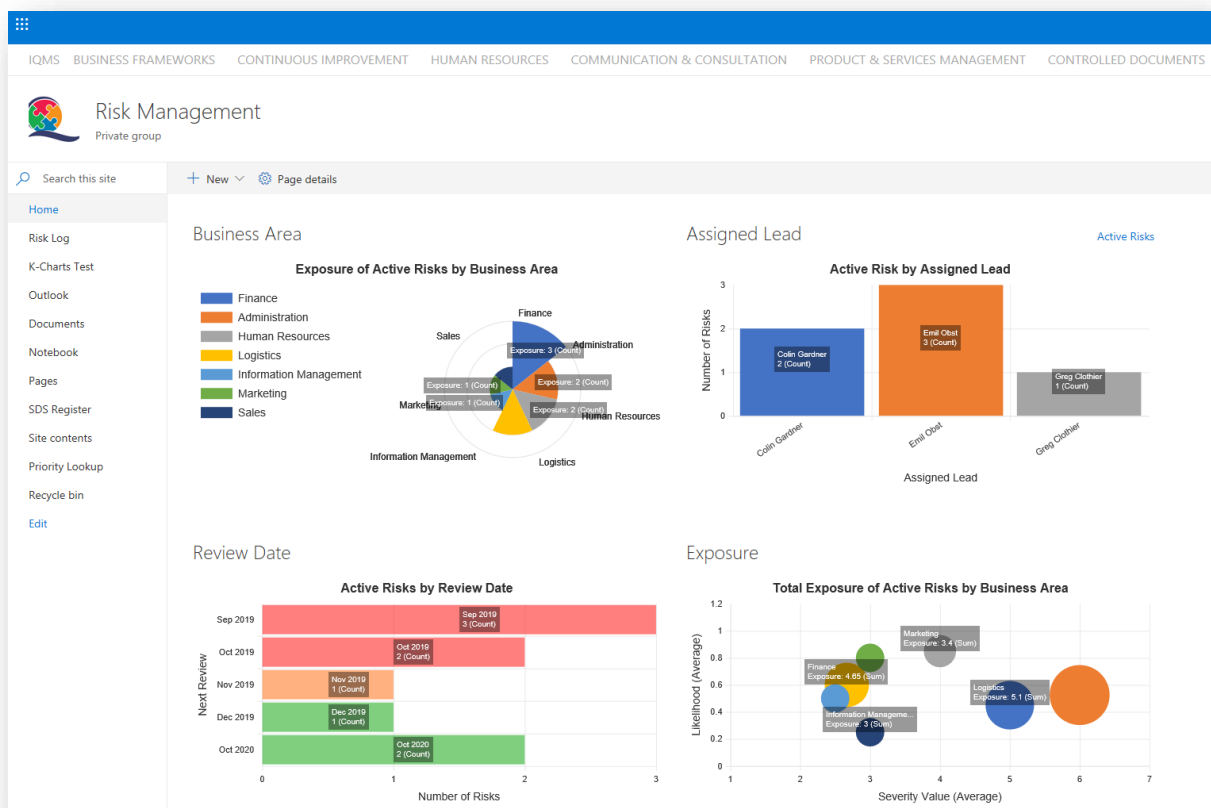 IQMS BUSINESS FRAMEWORKS CONTINUOUS IMPROVEMENT HUMAN RESOURCES COMMUNICATION & CONSULTATION PRODUCT & SERVICES MANAGEMENT CONTROLLED DOCUMENTS
Risk Management
Private group
Search this site
New
Page details
Home
Risk Log
K-Charts Test
Outlook
Documents
Notebook
Pages
SDS Register
Site contents
Priority Lookup
Recycle bin
Edit
Business Area
Exposure of Active Risks by Business Area
Finance
Administration
Human Resources
Logistics
Information Management
Marketing
Sales
Finance
Administration
Human Resources
Logistics
Information Management
Marketing
Sales
Exposure: 3 (Count)
Exposure: 2 (Count)
Exposure: 2 (Count)
Exposure: 1 (Count)
Exposure: 1 (Count)
Assigned Lead
Active Risks
Active Risk by Assigned Lead
Number of Risks
3
2
1
0
Colin Gardner
2 (Count)
Emil Obst
3 (Count)
Greg Clothier
1 (Count)
Colin Gardner
Emil Obst
Greg Clothier
Assigned Lead
Review Date
Active Risks by Review Date
Next Review
Sep 2019
Oct 2019
Nov 2019
Dec 2019
Oct 2020
Sep 2019
3 (Count)
Oct 2019
2 (Count)
Nov 2019
1 (Count)
Dec 2019
1 (Count)
Oct 2020
2 (Count)
0 1 2 3
Number of Risks
Exposure
Total Exposure of Active Risks by Business Area
Likelihood (Average)
1.2
1
0.8
0.6
0.4
0.2
0
Marketing
Exposure: 3.4 (Sum)
Finance
Exposure: 4.65 (Sum)
Logistics
Exposure: 5.1 (Sum)
Information Manageme...
Exposure: 3 (Sum)
1 2 3 4 5 6 7
Severity Value (Average)